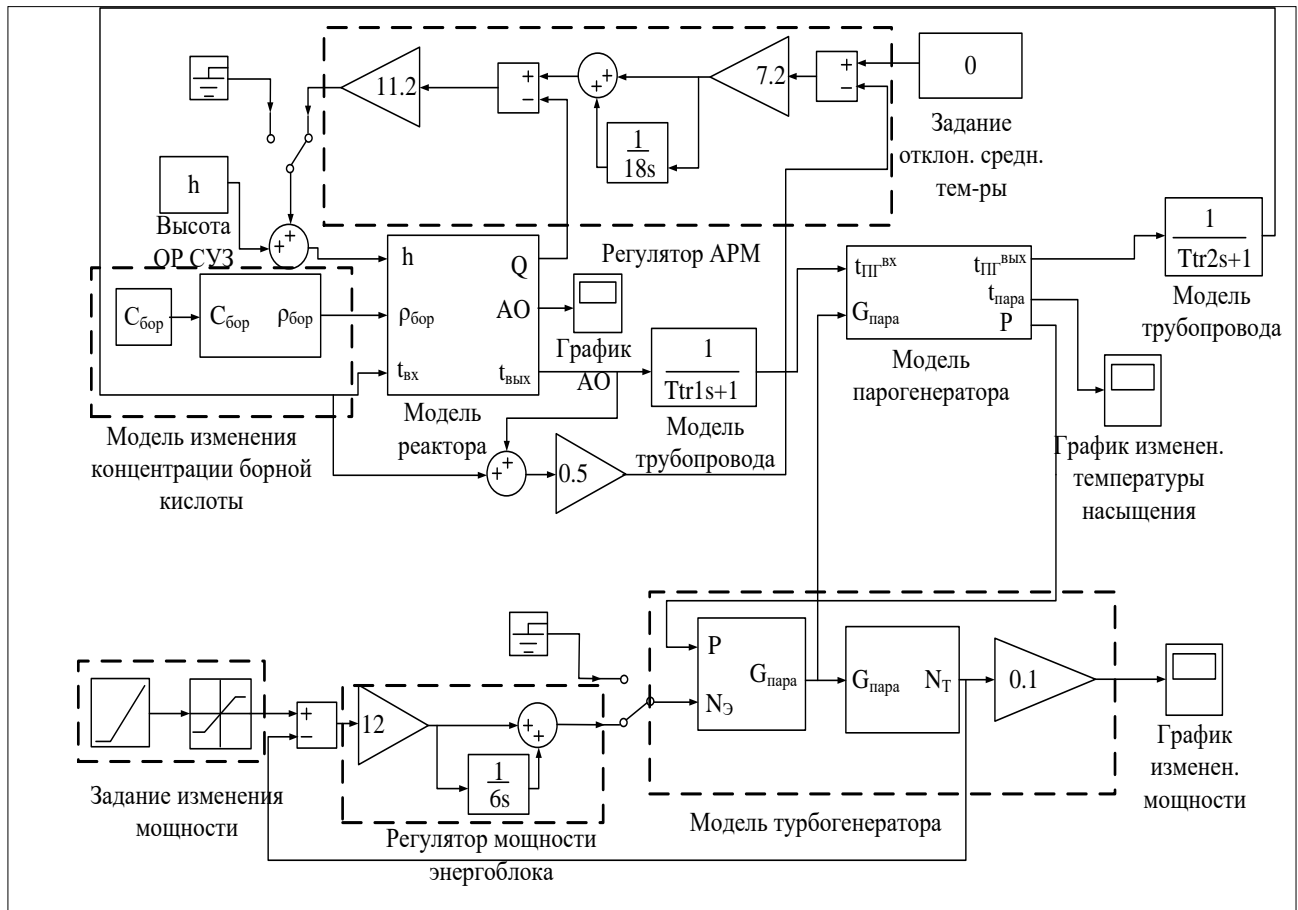 11.2
+
−
+
+
7.2
+
−
0
1
18s
Задание
отклон. средн.
тем-ры
h
Высота
ОР СУЗ
+
+
h
Q
ρбор
АО
tвх
tвых
Модель
реактора
Регулятор АРМ
Cбор
Cбор
ρбор
Модель изменения
концентрации борной
кислоты
График
АО
1
Ttr1s+1
Модель
трубопровода
tПГвх
tПГвых
tпара
Gпара
P
Модель
парогенератора
1
Ttr2s+1
Модель
трубопровода
График изменен.
температуры
насыщения
+
+
0.5
Задание изменения
мощности
+
−
12
+
+
1
6s
Регулятор мощности
энергоблока
P
Gпара
NЭ
Gпара
NТ
0.1
Модель турбогенератора
График
изменен.
мощности